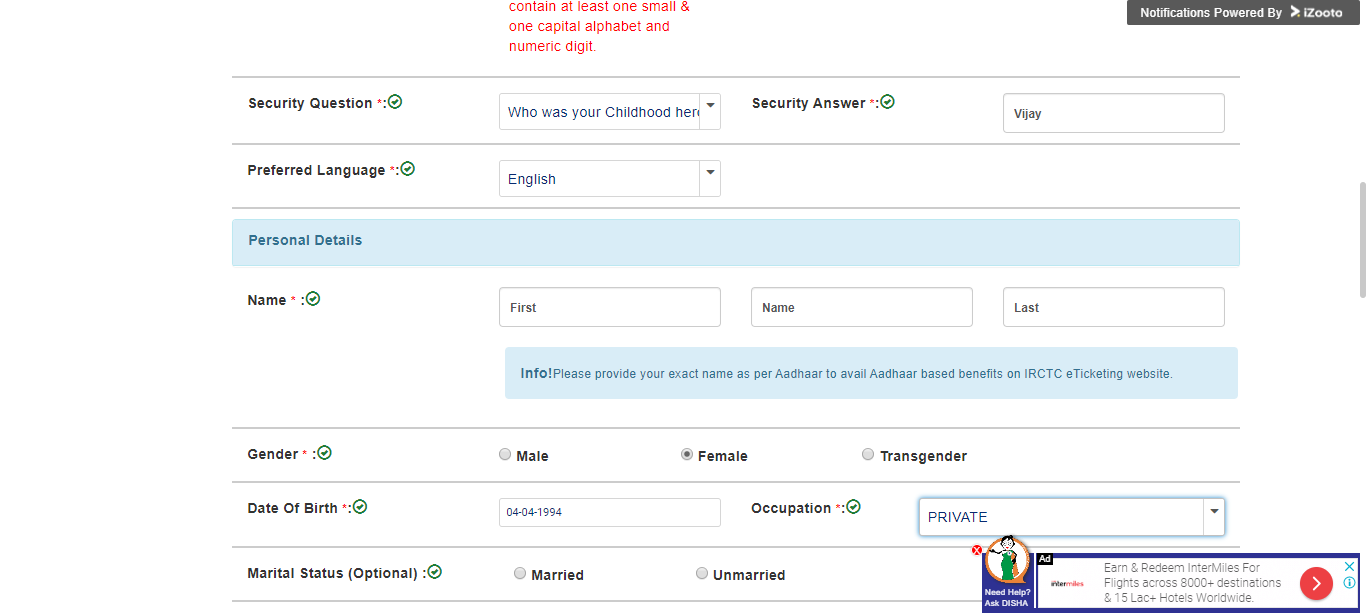 contain at least one small &
one capital alphabet and
numeric digit.
Notifications Powered By iZooto
Security Question *:
Who was your Childhood her
Security Answer *:
Vijay
Preferred Language *:
English
Personal Details
Name * :
First
Name
Last
Info!Please provide your exact name as per Aadhaar to avail Aadhaar based benefits on IRCTC eTicketing website.
Gender * :
Male
Female
Transgender
Date Of Birth *:
04-04-1994
Occupation *:
PRIVATE
Marital Status (Optional) :
Married
Unmarried
Need Help?
Ask DISHA
Ad
intermiles
Earn & Redeem InterMiles For
Flights across 8000+ destinations
& 15 Lac+ Hotels Worldwide.